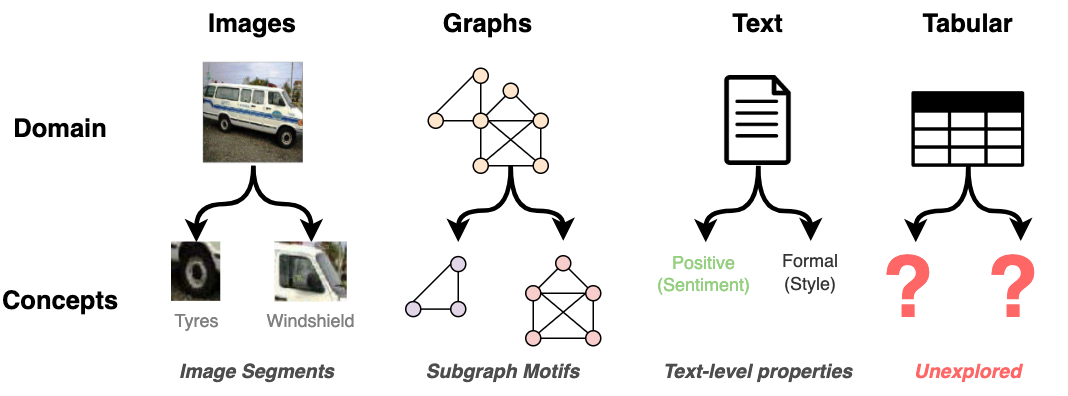 Images
Graphs
Text
Tabular
Domain
Concepts
Tyres
Windshield
Positive
(Sentiment)
Formal
(Style)
?
?
Image Segments
Subgraph Motifs
Text-level properties
Unexplored